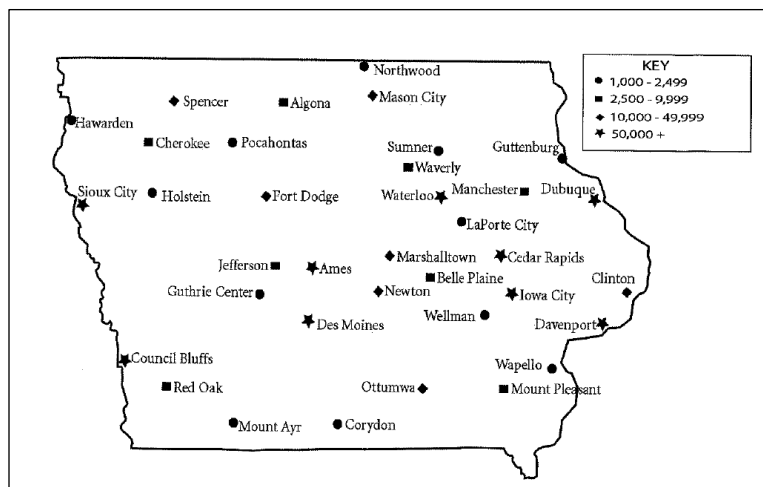 Northwood
KEY
1,000 - 2,499
2,500 - 9,999
10,000 - 49,999
50,000 +
Spencer
Algona
Mason City
Hawarden
Cherokee
Pocahontas
Sumner
Guttenburg
Waverly
Sioux City
Holstein
Fort Dodge
Waterloo
Manchester
Dubuque
LaPorte City
Jefferson
Ames
Marshalltown
Cedar Rapids
Belle Plaine
Clinton
Guthrie Center
Newton
Iowa City
Des Moines
Wellman
Davenport
Council Bluffs
Wapello
Red Oak
Ottumwa
Mount Pleasant
Mount Ayr
Corydon